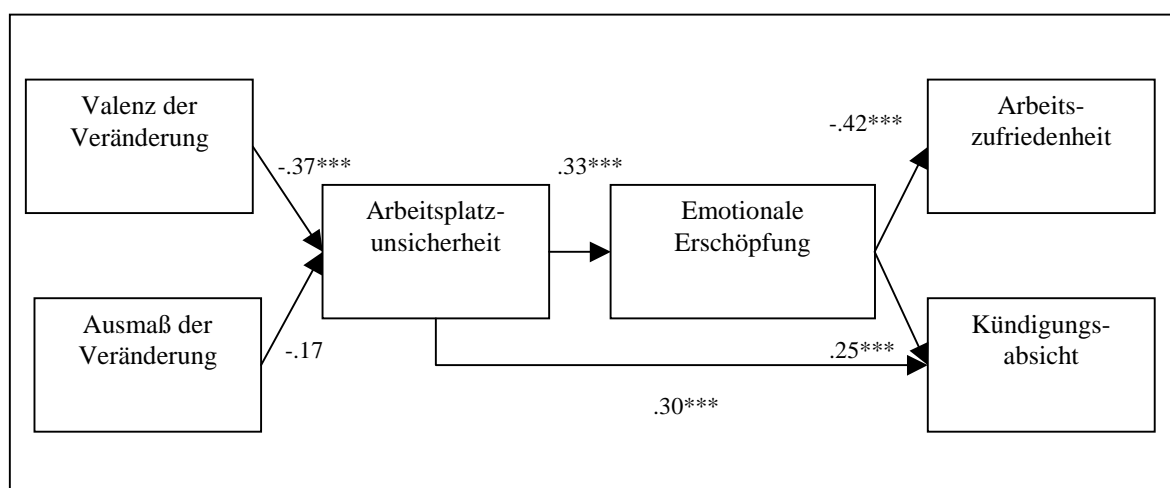 Valenz der
Veränderung
-.37***
Ausmaß der
Veränderung
-.17
Arbeitsplatz-
unsicherheit
.33***
Emotionale
Erschöpfung
-.42***
Arbeits-
zufriedenheit
.25***
.30***
Kündigungs-
absicht